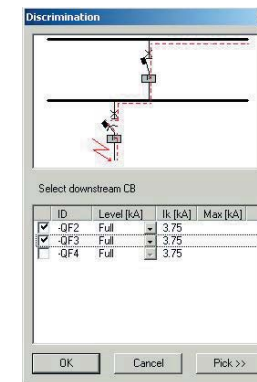 Discrimination
Select downstream CB
ID Level [kA] Ik [kA] Max [kA]
-QF2 Full 3.75
-QF3 Full 3.75
-QF4 Full 3.75
OK Cancel Pick >>